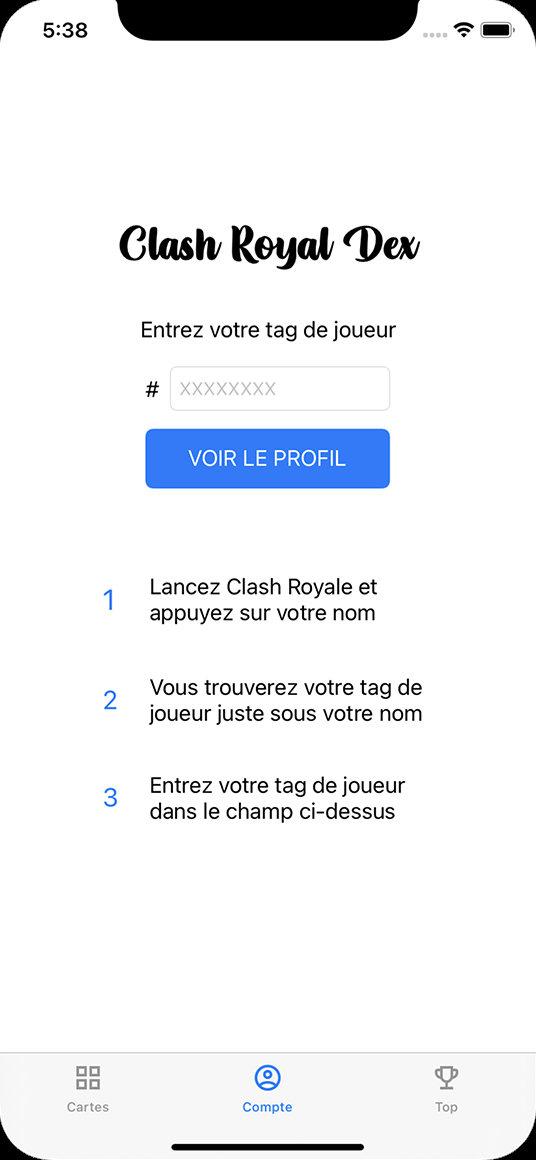 5:38
Clash Royal Dex
Entrez votre tag de joueur
# XXXXXXXX
VOIR LE PROFIL
1 Lancez Clash Royale et
appuyez sur votre nom
2 Vous trouverez votre tag de
joueur juste sous votre nom
3 Entrez votre tag de joueur
dans le champ ci-dessus
Cartes Compte Top